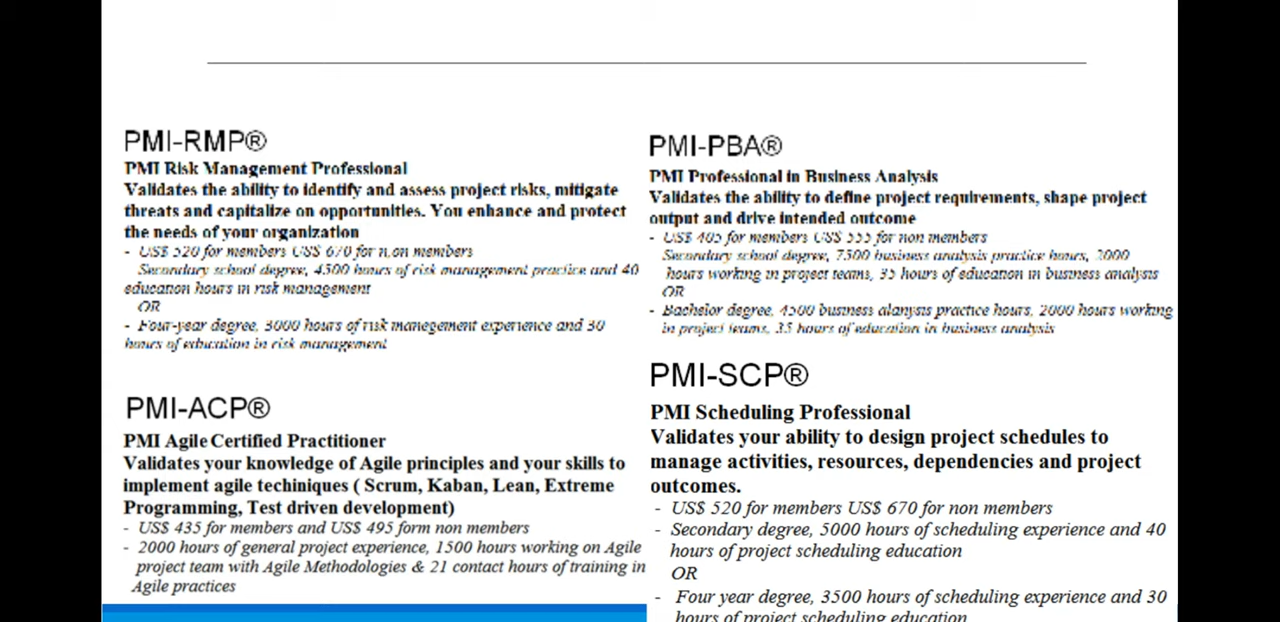 PMI-RMP®
PMI Risk Management Professional
Validates the ability to identify and assess project risks, mitigate
threats and capitalize on opportunities. You enhance and protect
the needs of your organization
- US$ 520 for members US$ 670 for n,on members
Secondary school degree, 4500 hours of risk management practice and 40
education hours in risk management
OR
- Four-year degree, 3000 hours of risk manegement experience and 30
hours of education in risk management
PMI-ACP®
PMI Agile Certified Practitioner
Validates your knowledge of Agile principles and your skills to
implement agile techiniques ( Scrum, Kaban, Lean, Extreme
Programming, Test driven development)
- US$ 435 for members and US$ 495 form non members
- 2000 hours of general project experience, 1500 hours working on Agile
project team with Agile Methodologies & 21 contact hours of training in
Agile practices
PMI-PBA®
PMI Professional in Business Analysis
Validates the ability to define project requirements, shape project
output and drive intended outcome
- US$ 405 for members US$ 555 for non members
Secondary school degree, 7500 business analysis practice hours, 2000
hours working in project teams, 35 hours of education in business analysis
OR
- Bachelor degree, 4500 business alanysis practice hours, 2000 hours working
in project teams, 35 hours of education in business analysis
PMI-SCP®
PMI Scheduling Professional
Validates your ability to design project schedules to
manage activities, resources, dependencies and project
outcomes.
- US$ 520 for members US$ 670 for non members
- Secondary degree, 5000 hours of scheduling experience and 40
hours of project scheduling education
OR
- Four year degree, 3500 hours of scheduling experience and 30
hours of project scheduling education